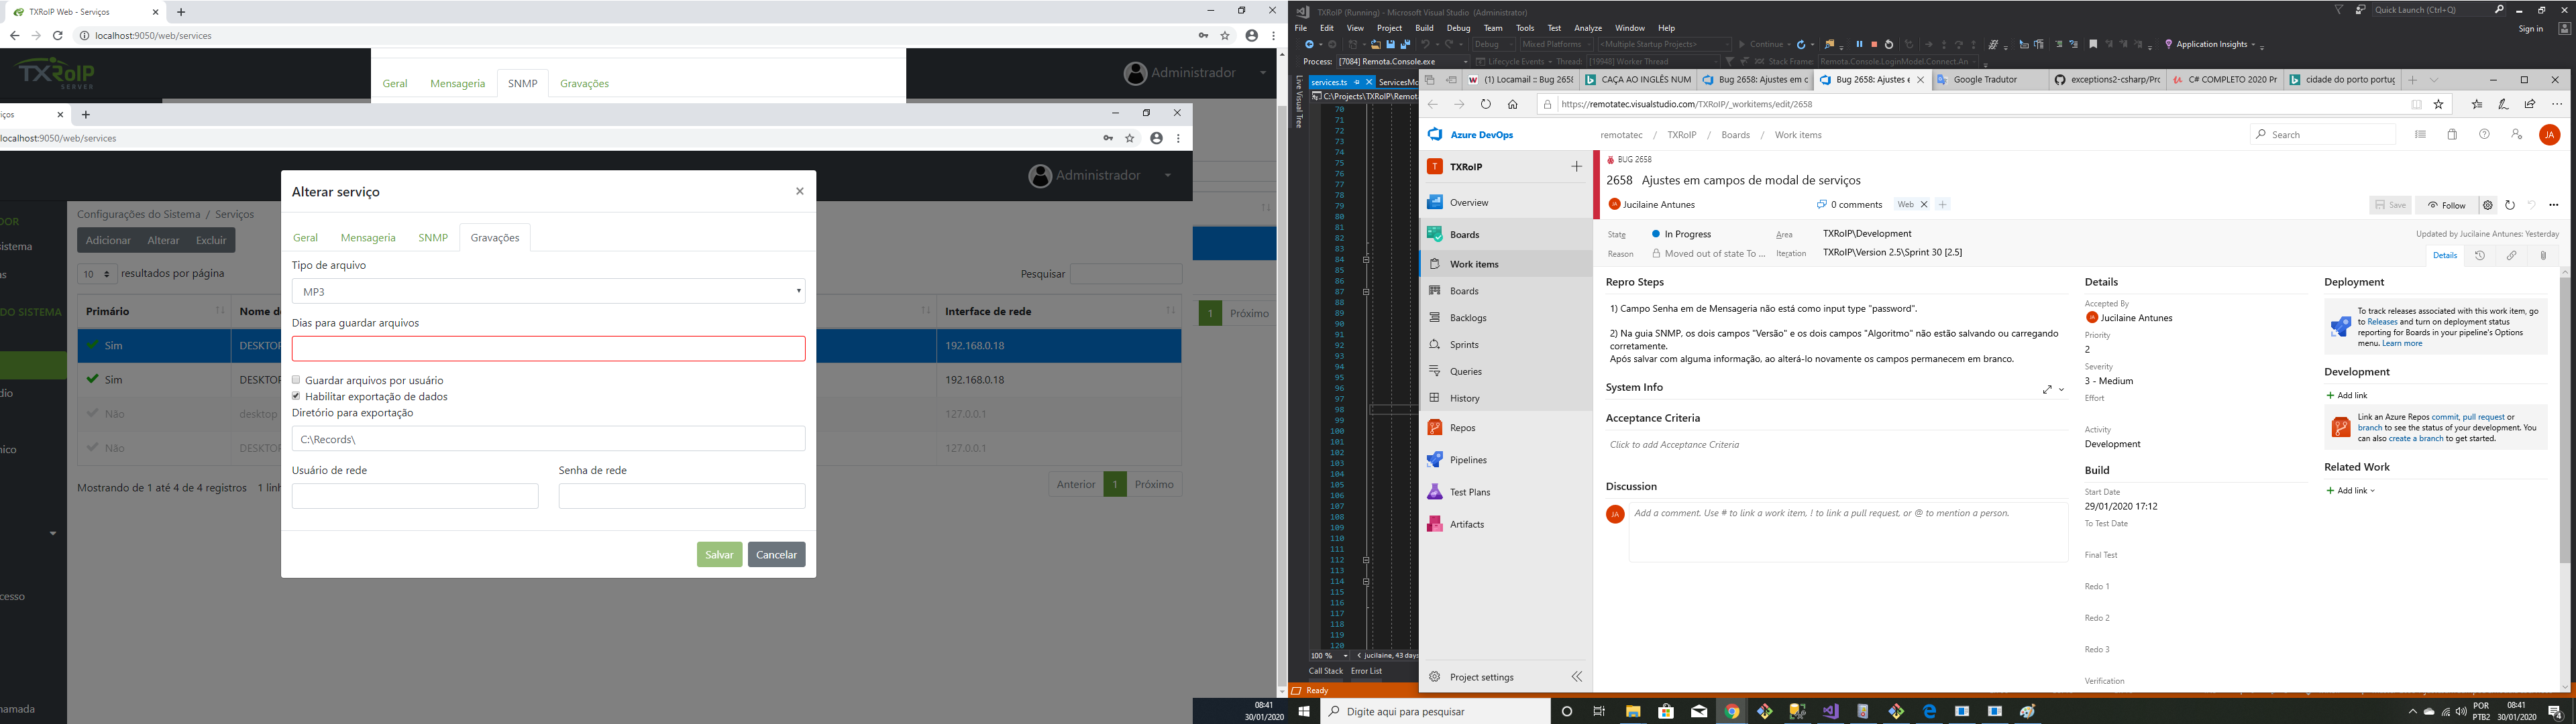 TXRoIP Web - Serviços
localhost:9050/web/services
TXRoIP
SERVER
Geral
Mensageria
SNMP
Gravações
Administrador
localhost:9050/web/services
Administrador
Configurações do Sistema / Serviços
Adicionar
Alterar
Excluir
10
resultados por página
Pesquisar
Primário
Interface de rede
Sim
DESKTOP
192.168.0.18
Sim
DESKTOP
192.168.0.18
Não
desktop
127.0.0.1
Não
DESKTOP
127.0.0.1
Mostrando de 1 até 4 de 4 registros
Anterior
1
Próximo
1
Próximo
Alterar serviço
Geral
Mensageria
SNMP
Gravações
Tipo de arquivo
MP3
Dias para guardar arquivos
Guardar arquivos por usuário
Habilitar exportação de dados
Diretório para exportação
C:\Records\
Usuário de rede
Senha de rede
Salvar
Cancelar
08:41
30/01/2020
TXRoIP (Running) - Microsoft Visual Studio (Administrator)
Quick Launch (Ctrl+Q)
File
Edit
View
Project
Build
Debug
Team
Tools
Test
Analyze
Window
Help
Sign in
Debug
Mixed Platforms
<Multiple Startup Projects>
Continue
Application Insights
Process:
[7084] Remota.Console.exe
Lifecycle Events
Thread:
[19948] Worker Thread
Stack Frame:
Remota.Console.LoginModel.Connect.An
Live Visual Tree
services.ts
ServicesMo
C:\Projects\TXRoIP\Remot
70
71
72
73
74
75
76
77
78
79
80
81
82
83
84
85
86
87
88
89
90
91
92
93
94
95
96
97
98
99
100
101
102
103
104
105
106
107
108
109
110
111
112
113
114
115
116
117
118
119
120
100 %
jucilaine, 43 days
Call Stack
Error List
Ready
(1) Locamail :: Bug 2658
CAÇA AO INGLÊS NUM
Bug 2658: Ajustes em c
Bug 2658: Ajustes e
Google Tradutor
exceptions2-csharp/Pro
C# COMPLETO 2020 Pr
cidade do porto portug
https://remotatec.visualstudio.com/TXRoIP/_workitems/edit/2658
Azure DevOps
remotatec / TXRoIP / Boards / Work items
Search
JA
T
TXRoIP
Overview
Boards
Work items
Boards
Backlogs
Sprints
Queries
History
Repos
Pipelines
Test Plans
Artifacts
Project settings
BUG 2658
2658 Ajustes em campos de modal de serviços
JA
Jucilaine Antunes
0 comments
Web
Save
Follow
State
In Progress
Area
TXRoIP\Development
Updated by Jucilaine Antunes: Yesterday
Reason
Moved out of state To ...
Iteration
TXRoIP\Version 2.5\Sprint 30 [2.5]
Details
Repro Steps
1) Campo Senha em de Mensageria não está como input type "password".
2) Na guia SNMP, os dois campos "Versão" e os dois campos "Algoritmo" não estão salvando ou carregando
corretamente.
Após salvar com alguma informação, ao alterá-lo novamente os campos permanecem em branco.
System Info
Acceptance Criteria
Click to add Acceptance Criteria
Discussion
JA
Add a comment. Use # to link a work item, ! to link a pull request, or @ to mention a person.
Details
Accepted By
JA
Jucilaine Antunes
Priority
2
Severity
3 - Medium
Effort
Activity
Development
Build
Start Date
29/01/2020 17:12
To Test Date
Final Test
Redo 1
Redo 2
Redo 3
Verification
Deployment
To track releases associated with this work item, go
to Releases and turn on deployment status
reporting for Boards in your pipeline's Options
menu. Learn more
Development
Add link
Link an Azure Repos commit, pull request or
branch to see the status of your development. You
can also create a branch to get started.
Related Work
Add link
Digite aqui para pesquisar
POR
PTB2
08:41
30/01/2020